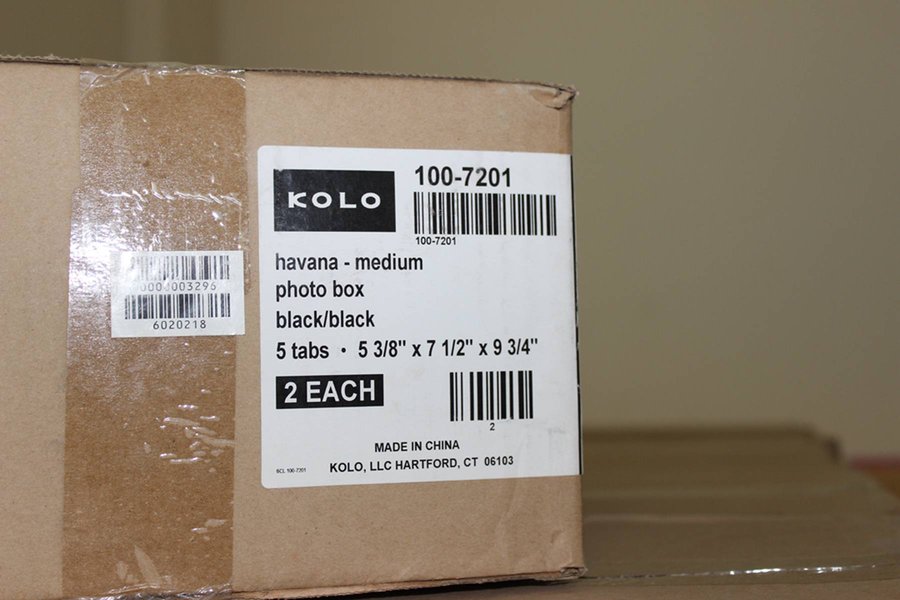 KOLO
100-7201
100-7201
havana - medium
photo box
black/black
5 tabs • 5 3/8" x 7 1/2" x 9 3/4"
2 EACH
2
MADE IN CHINA
KOLO, LLC HARTFORD, CT 06103
6020218